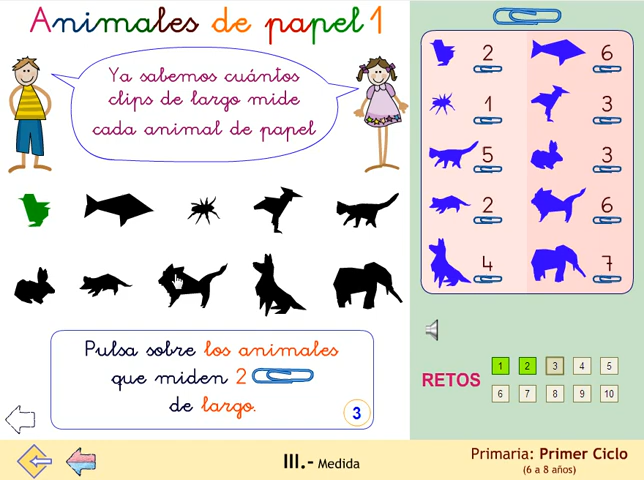 Animales de papel 1
Ya sabemos cuántos
clips de largo mide
cada animal de papel
2
6
1
3
5
3
2
6
4
7
Pulsa sobre los animales
que miden 2
de largo.
3
RETOS
1 2 3 4 5
6 7 8 9 10
III.- Medida
Primaria: Primer Ciclo
(6 a 8 años)